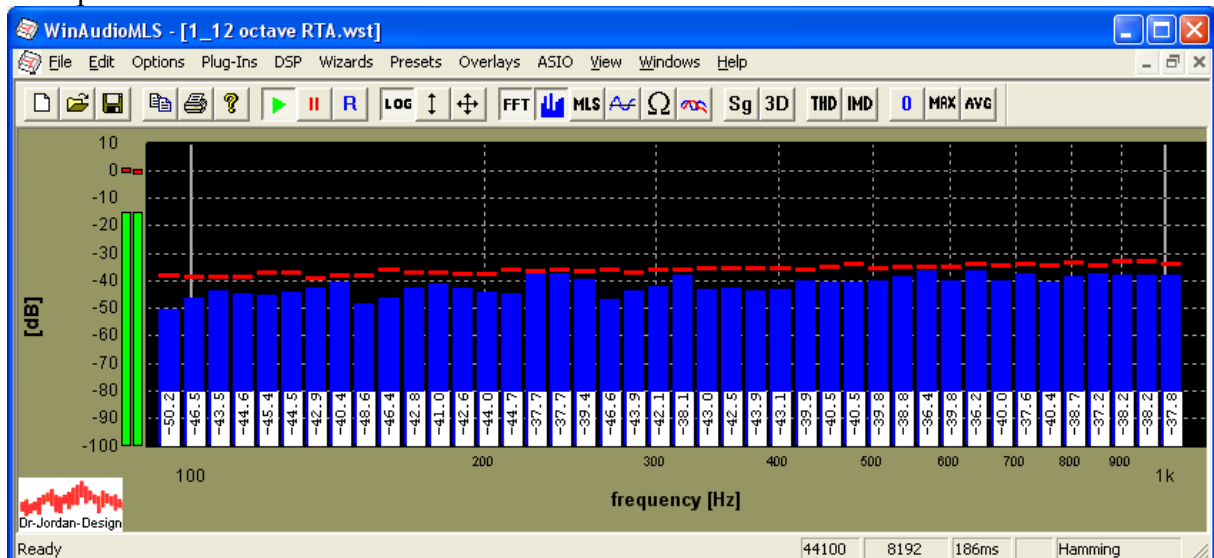 WinAudioMLS - [1_12 octave RTA.wst]
File Edit Options Plug-Ins DSP Wizards Presets Overlays ASIO View Windows Help
R LOG FFT MLS Ω Sg 3D THD IMD 0 MAX AVG
10
0
-10
-20
-30
-40
-50
-60
-70
-80
-90
-100
[dB]
-50.2 -46.5 -43.5 -44.6 -45.4 -44.5 -42.9 -40.4 -48.6 -46.4 -42.8 -41.0 -42.6 -44.0 -44.7 -37.7 -37.7 -39.4 -46.6 -43.9 -42.1 -38.1 -43.0 -42.5 -43.9 -43.1 -39.9 -40.5 -40.5 -39.8 -38.8 -36.4 -39.8 -36.2 -40.0 -37.6 -40.4 -38.7 -37.2 -38.2 -38.2 -37.8
100 200 300 400 500 600 700 800 900 1k
frequency [Hz]
Dr-Jordan-Design
Ready 44100 8192 186ms Hamming